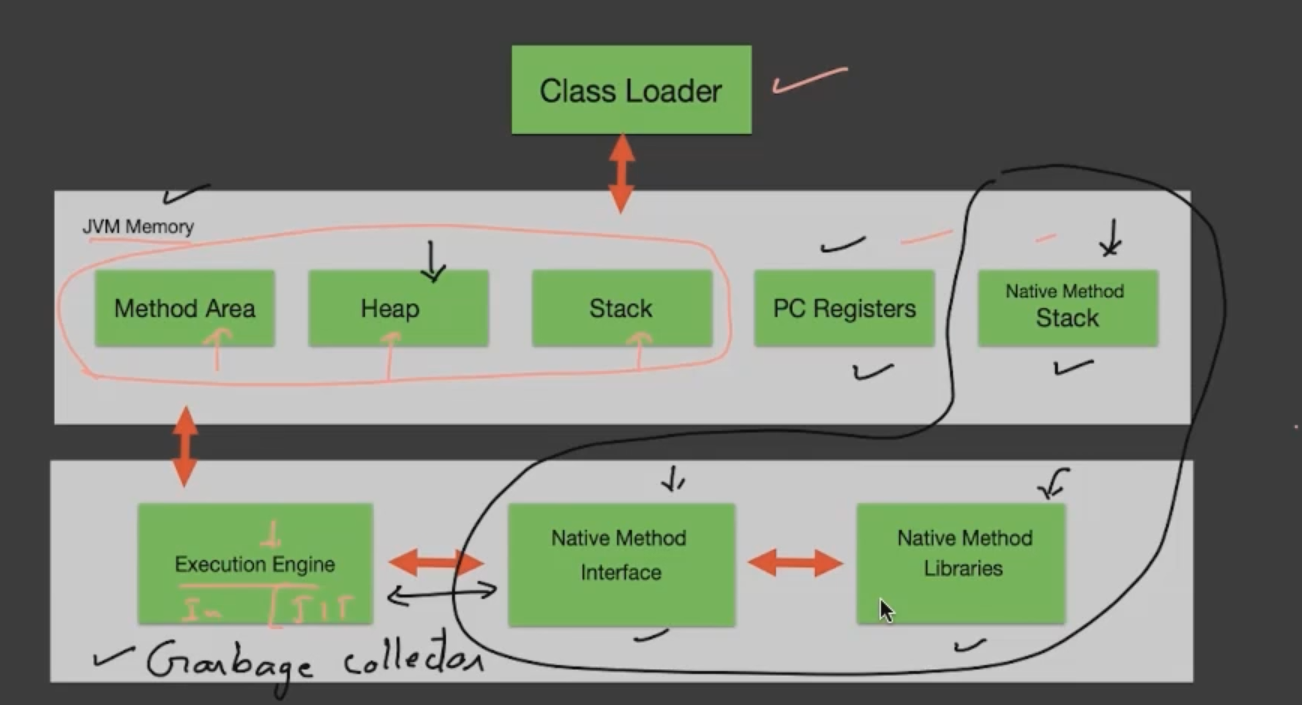 Class Loader
JVM Memory
Method Area
Heap
Stack
PC Registers
Native Method
Stack
Execution Engine
In JIT
Native Method
Interface
Native Method
Libraries
Garbage collector